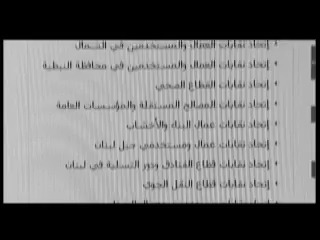 • إتحاد نقابات العمال والمستخدمين في الشمال
• إتحاد نقابات العمال والمستخدمين في محافظة النبطية
• إتحاد نقابات القطاع الصحي
• إتحاد نقابات المصالح المستقلة والمؤسسات العامة
• إتحاد نقابات عمال البناء والأخشاب
• إتحاد نقابات عمال ومستخدمي جبل لبنان
• إتحاد نقابات قطاع الفنادق ودور التسلية في لبنان
• إتحاد نقابات قطاع النقل الجوي